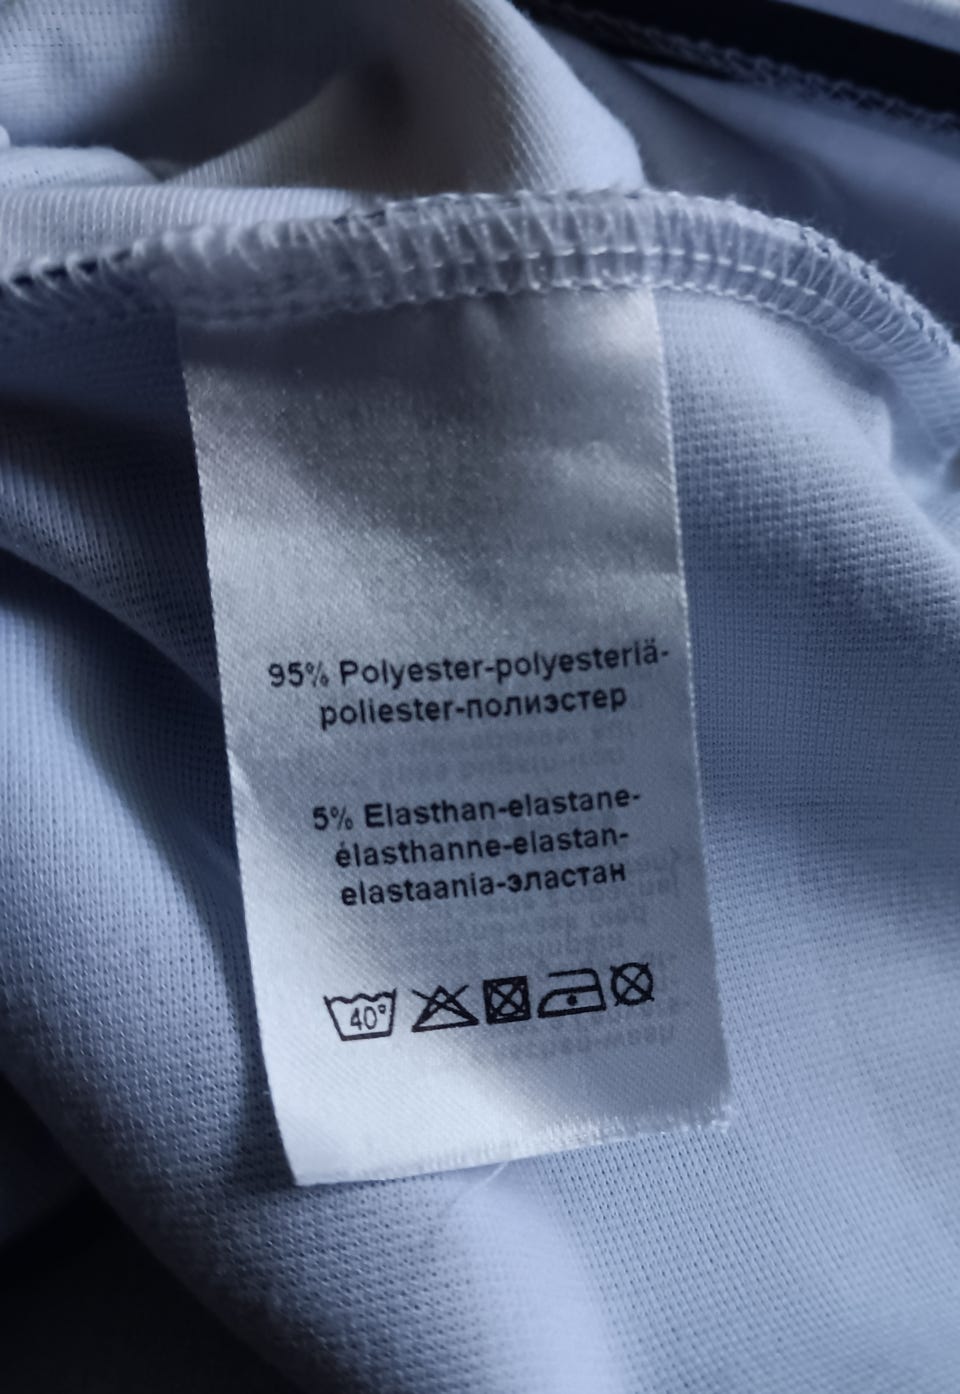 95% Polyester-polyesteriä-
poliester-полиэстер
5% Elasthan-elastane-
élasthanne-elastan-
elastaania-эластан
40°